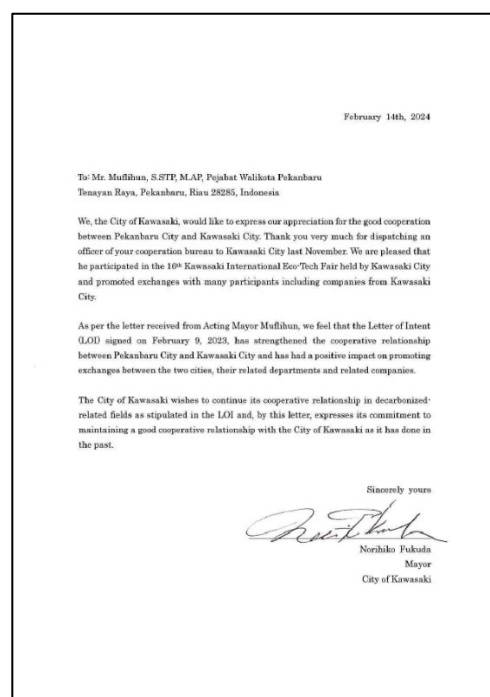 February 14th, 2024
To: Mr. Muflihun, S.STP, M.AP, Pejabat Walikota Pekanbaru
Tenayan Raya, Pekanbaru, Riau 28285, Indonesia
We, the City of Kawasaki, would like to express our appreciation for the good cooperation
between Pekanbaru City and Kawasaki City. Thank you very much for dispatching an
officer of your cooperation bureau to Kawasaki City last November. We are pleased that
he participated in the 16th Kawasaki International Eco-Tech Fair held by Kawasaki City
and promoted exchanges with many participants including companies from Kawasaki
City.
As per the letter received from Acting Mayor Muflihun, we feel that the Letter of Intent
(LOI) signed on February 9, 2023, has strengthened the cooperative relationship
between Pekanbaru City and Kawasaki City and has had a positive impact on promoting
exchanges between the two cities, their related departments and related companies.
The City of Kawasaki wishes to continue its cooperative relationship in decarbonized-
related fields as stipulated in the LOI and, by this letter, expresses its commitment to
maintaining a good cooperative relationship with the City of Kawasaki as it has done in
the past.
Sincerely yours
Norihiko Fukuda
Mayor
City of Kawasaki